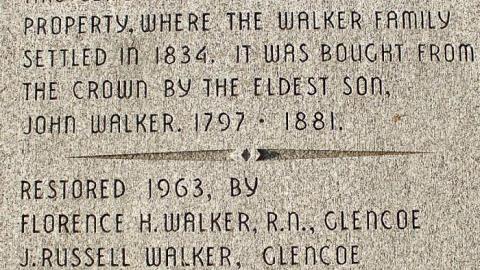 PROPERTY, WHERE THE WALKER FAMILY
SETTLED IN 1834. IT WAS BOUGHT FROM
THE CROWN BY THE ELDEST SON,
JOHN WALKER. 1797 · 1881.
RESTORED 1963, BY
FLORENCE H. WALKER, R.N., GLENCOE
J. RUSSELL WALKER, GLENCOE